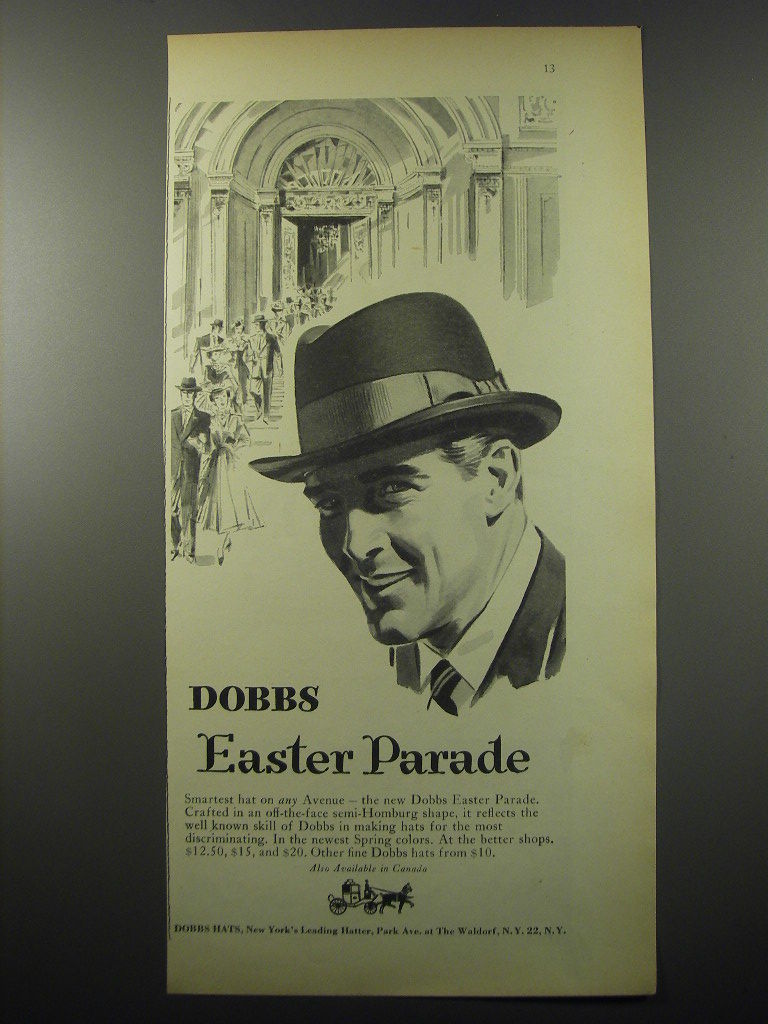 13
DOBBS
Easter Parade
Smartest hat on any Avenue — the new Dobbs Easter Parade.
Crafted in an off-the-face semi-Homburg shape, it reflects the
well known skill of Dobbs in making hats for the most
discriminating. In the newest Spring colors. At the better shops.
$12.50, $15, and $20. Other fine Dobbs hats from $10.
Also Available in Canada
DOBBS HATS, New York's Leading Hatter, Park Ave. at The Waldorf, N.Y. 22, N.Y.